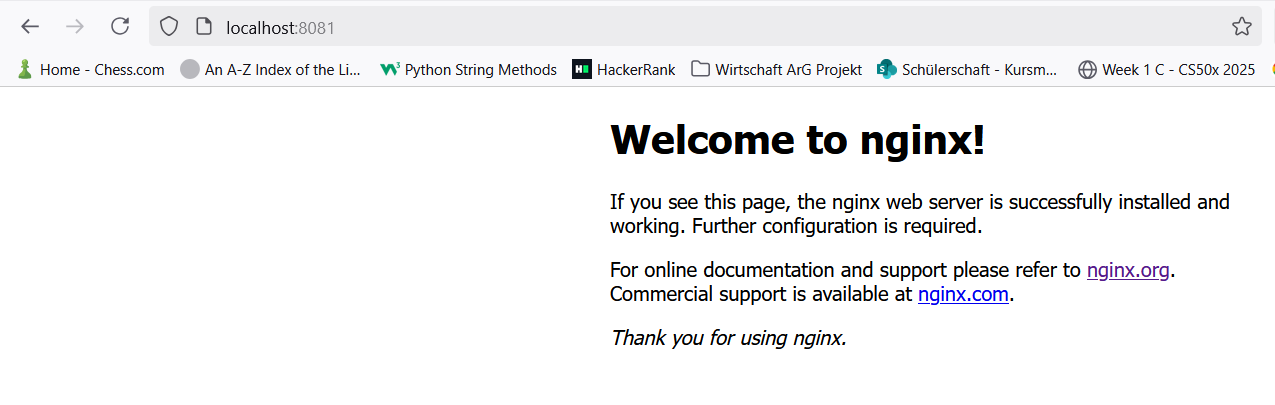 localhost:8081
Home - Chess.com An A-Z Index of the Li... Python String Methods HackerRank Wirtschaft ArG Projekt Schülerschaft - Kursm... Week 1 C - CS50x 2025
Welcome to nginx!
If you see this page, the nginx web server is successfully installed and
working. Further configuration is required.
For online documentation and support please refer to nginx.org.
Commercial support is available at nginx.com.
Thank you for using nginx.